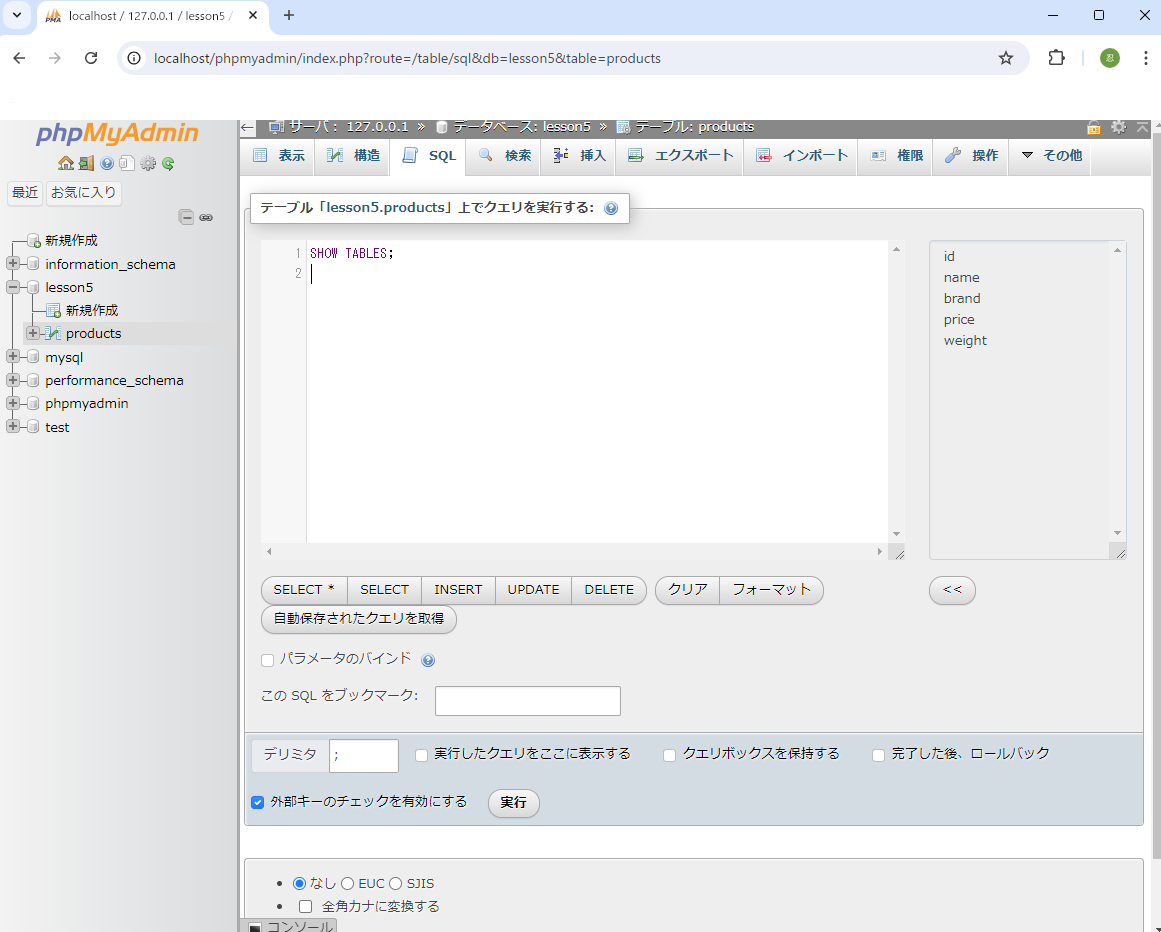 localhost / 127.0.0.1 / lesson5 /
localhost/phpmyadmin/index.php?route=/table/sql&db=lesson5&table=products
忍
phpMyAdmin
最近 お気に入り
新規作成
information_schema
lesson5
新規作成
products
mysql
performance_schema
phpmyadmin
test
サーバ: 127.0.0.1 » データベース: lesson5 » テーブル: products
表示 構造 SQL 検索 挿入 エクスポート インポート 権限 操作 その他
テーブル「lesson5.products」上でクエリを実行する:
1 SHOW TABLES;
2
id
name
brand
price
weight
SELECT * SELECT INSERT UPDATE DELETE クリア フォーマット <<
自動保存されたクエリを取得
パラメータのバインド
この SQL をブックマーク:
デリミタ ; 実行したクエリをここに表示する クエリボックスを保持する 完了した後、ロールバック
外部キーのチェックを有効にする 実行
なし EUC SJIS
全角カナに変換する
コンソール